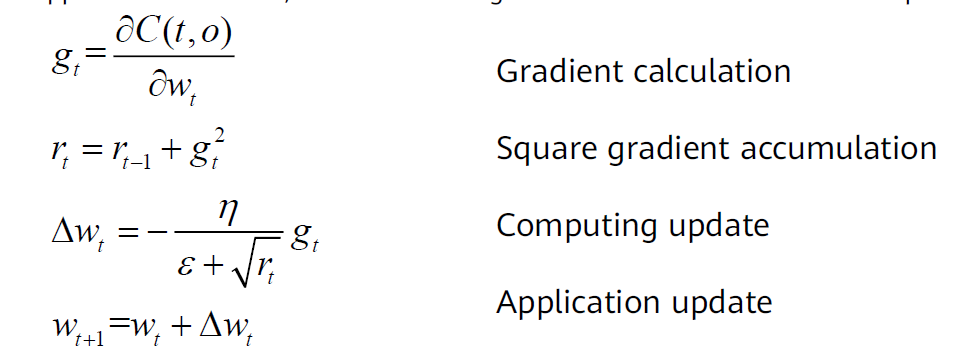 g_t = ∂C(t,o) / ∂w_t
Gradient calculation
r_t = r_{t-1} + g_t^2
Square gradient accumulation
Δw_t = - η / (ε + √r_t) g_t
Computing update
w_{t+1} = w_t + Δw_t
Application update